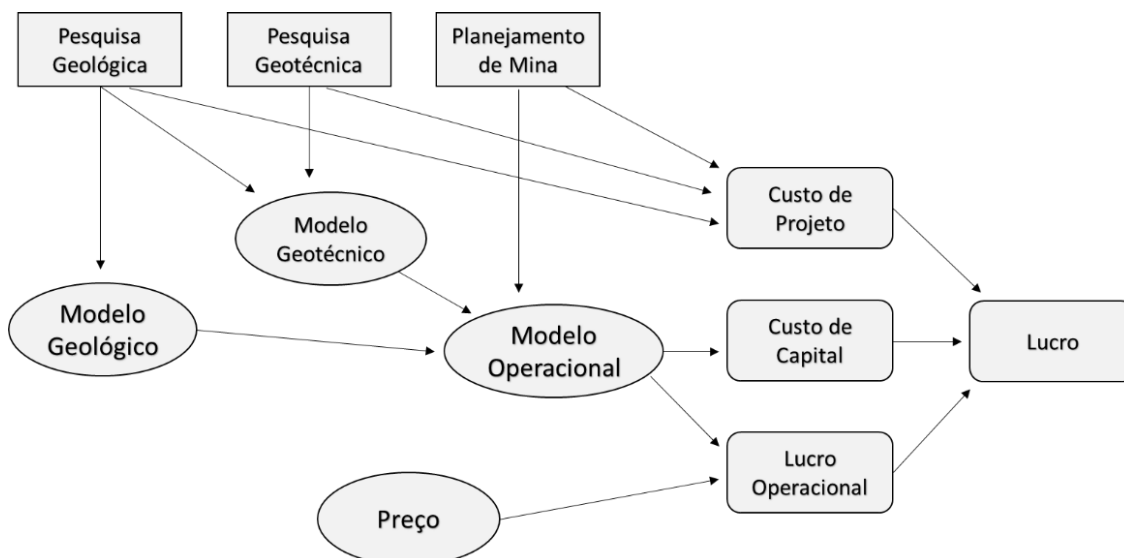 Pesquisa
Geológica
Pesquisa
Geotécnica
Planejamento
de Mina
Modelo
Geotécnico
Custo de
Projeto
Modelo
Geológico
Modelo
Operacional
Custo de
Capital
Lucro
Lucro
Operacional
Preço